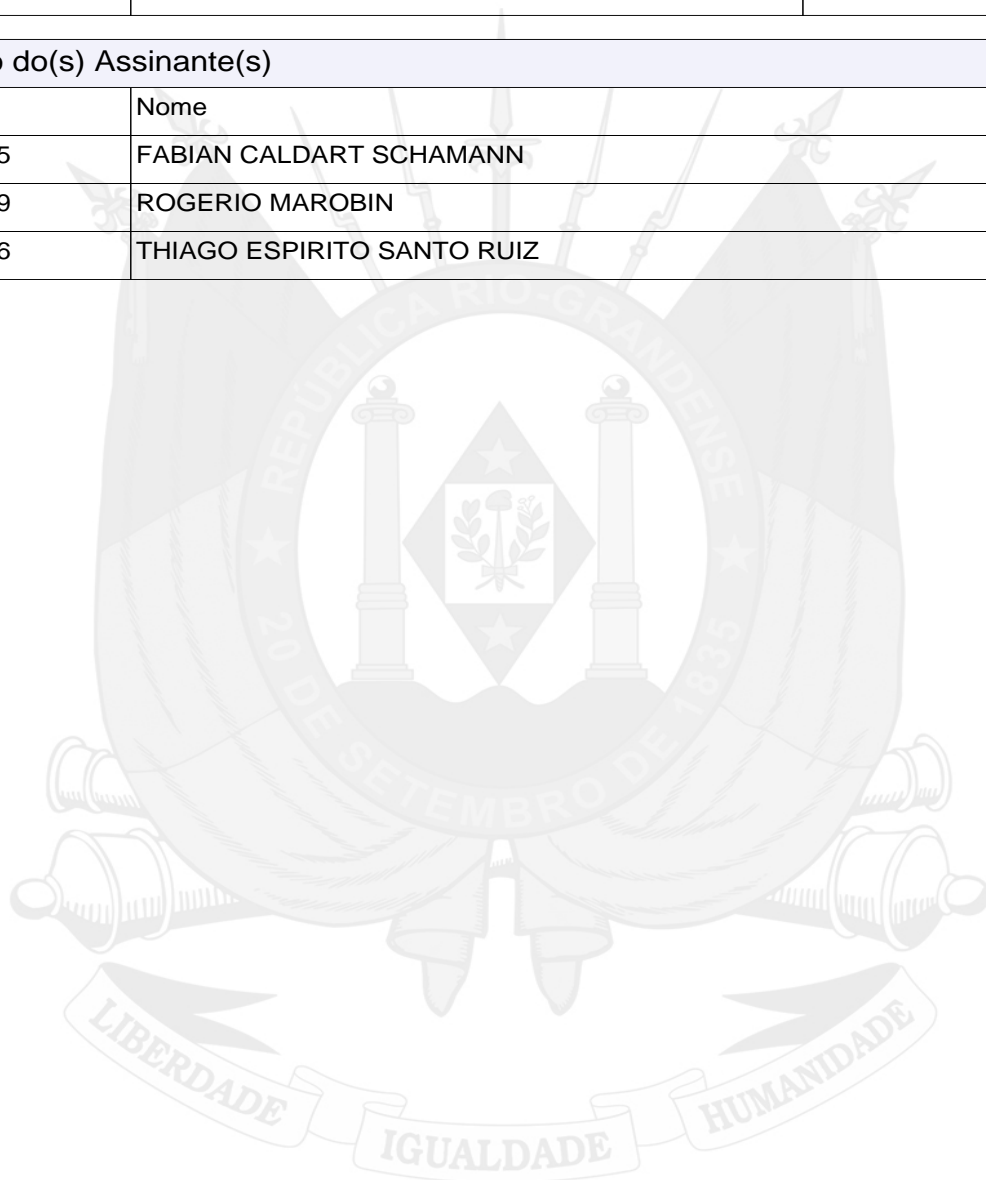 o do(s) Assinante(s)
Nome
5 FABIAN CALDART SCHAMANN
9 ROGERIO MAROBIN
6 THIAGO ESPIRITO SANTO RUIZ
REPÚBLICA RIO-GRANDENSE
20 DE SETEMBRO DE 1835
LIBERDADE IGUALDADE HUMANIDADE